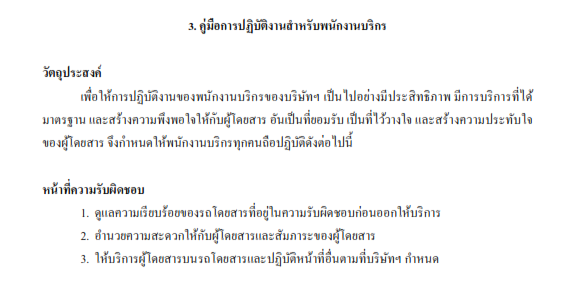 3. คู่มือการปฏิบัติงานสำหรับพนักงานบริกร
วัตถุประสงค์
เพื่อให้การปฏิบัติงานของพนักงานบริกรของบริษัทฯ เป็นไปอย่างมีประสิทธิภาพ มีการบริการที่ได้
มาตรฐาน และสร้างความพึงพอใจให้กับผู้โดยสาร อันเป็นที่ยอมรับ เป็นที่ไว้วางใจ และสร้างความประทับใจ
ของผู้โดยสาร จึงกำหนดให้พนักงานบริกรทุกคนถือปฏิบัติดังต่อไปนี้
หน้าที่ความรับผิดชอบ
1. ดูแลความเรียบร้อยของรถโดยสารที่อยู่ในความรับผิดชอบก่อนออกให้บริการ
2. อำนวยความสะดวกให้กับผู้โดยสารและสัมภาระของผู้โดยสาร
3. ให้บริการผู้โดยสารบนรถโดยสารและปฏิบัติหน้าที่อื่นตามที่บริษัทฯ กำหนด